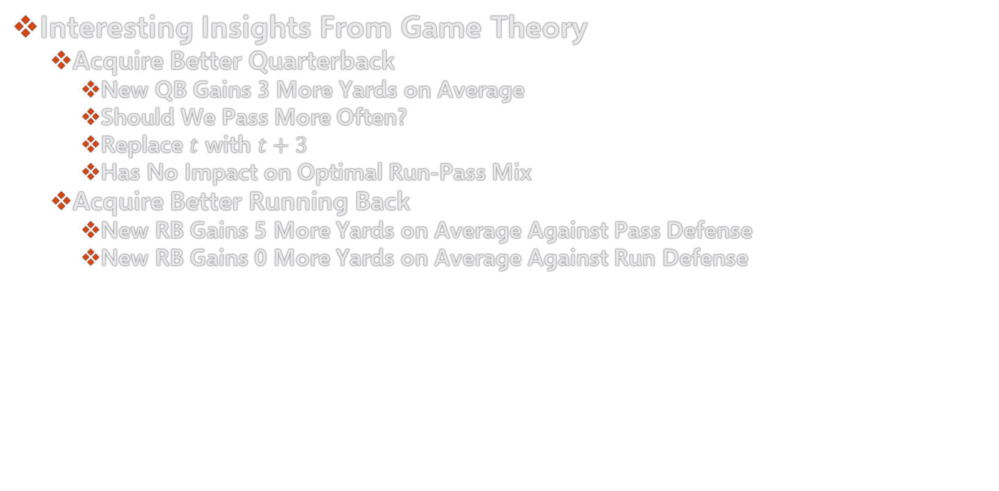 ❖Interesting Insights From Game Theory
❖Acquire Better Quarterback
❖New QB Gains 3 More Yards on Average
❖Should We Pass More Often?
❖Replace t with t + 3
❖Has No Impact on Optimal Run-Pass Mix
❖Acquire Better Running Back
❖New RB Gains 5 More Yards on Average Against Pass Defense
❖New RB Gains 0 More Yards on Average Against Run Defense